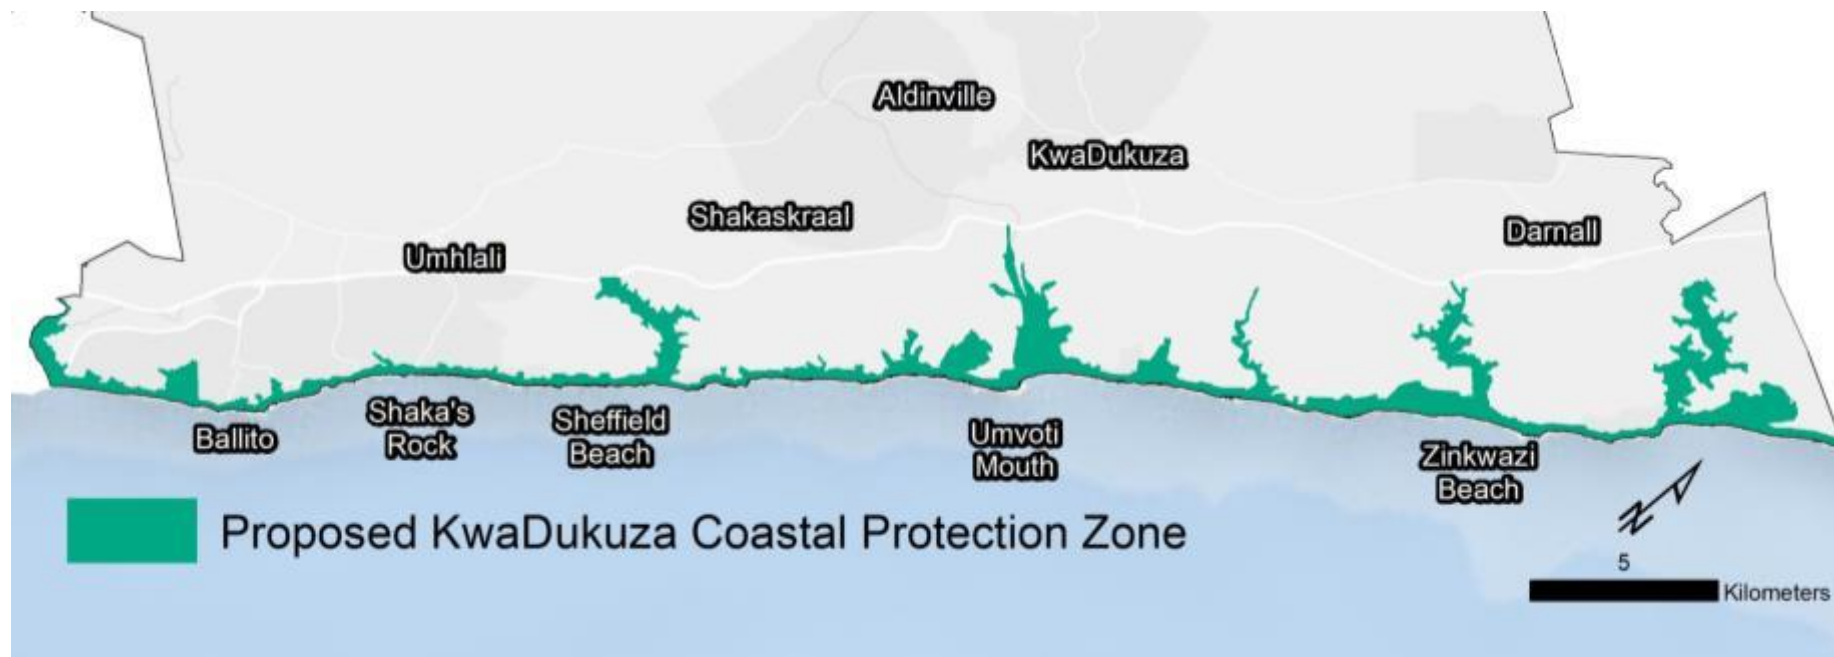 Aldinville
KwaDukuza
Shakaskraal
Darnall
Umhlali
Shaka's
Rock
Sheffield
Beach
Ballito
Umvoti
Mouth
Zinkwazi
Beach
N
Proposed KwaDukuza Coastal Protection Zone
5
Kilometers